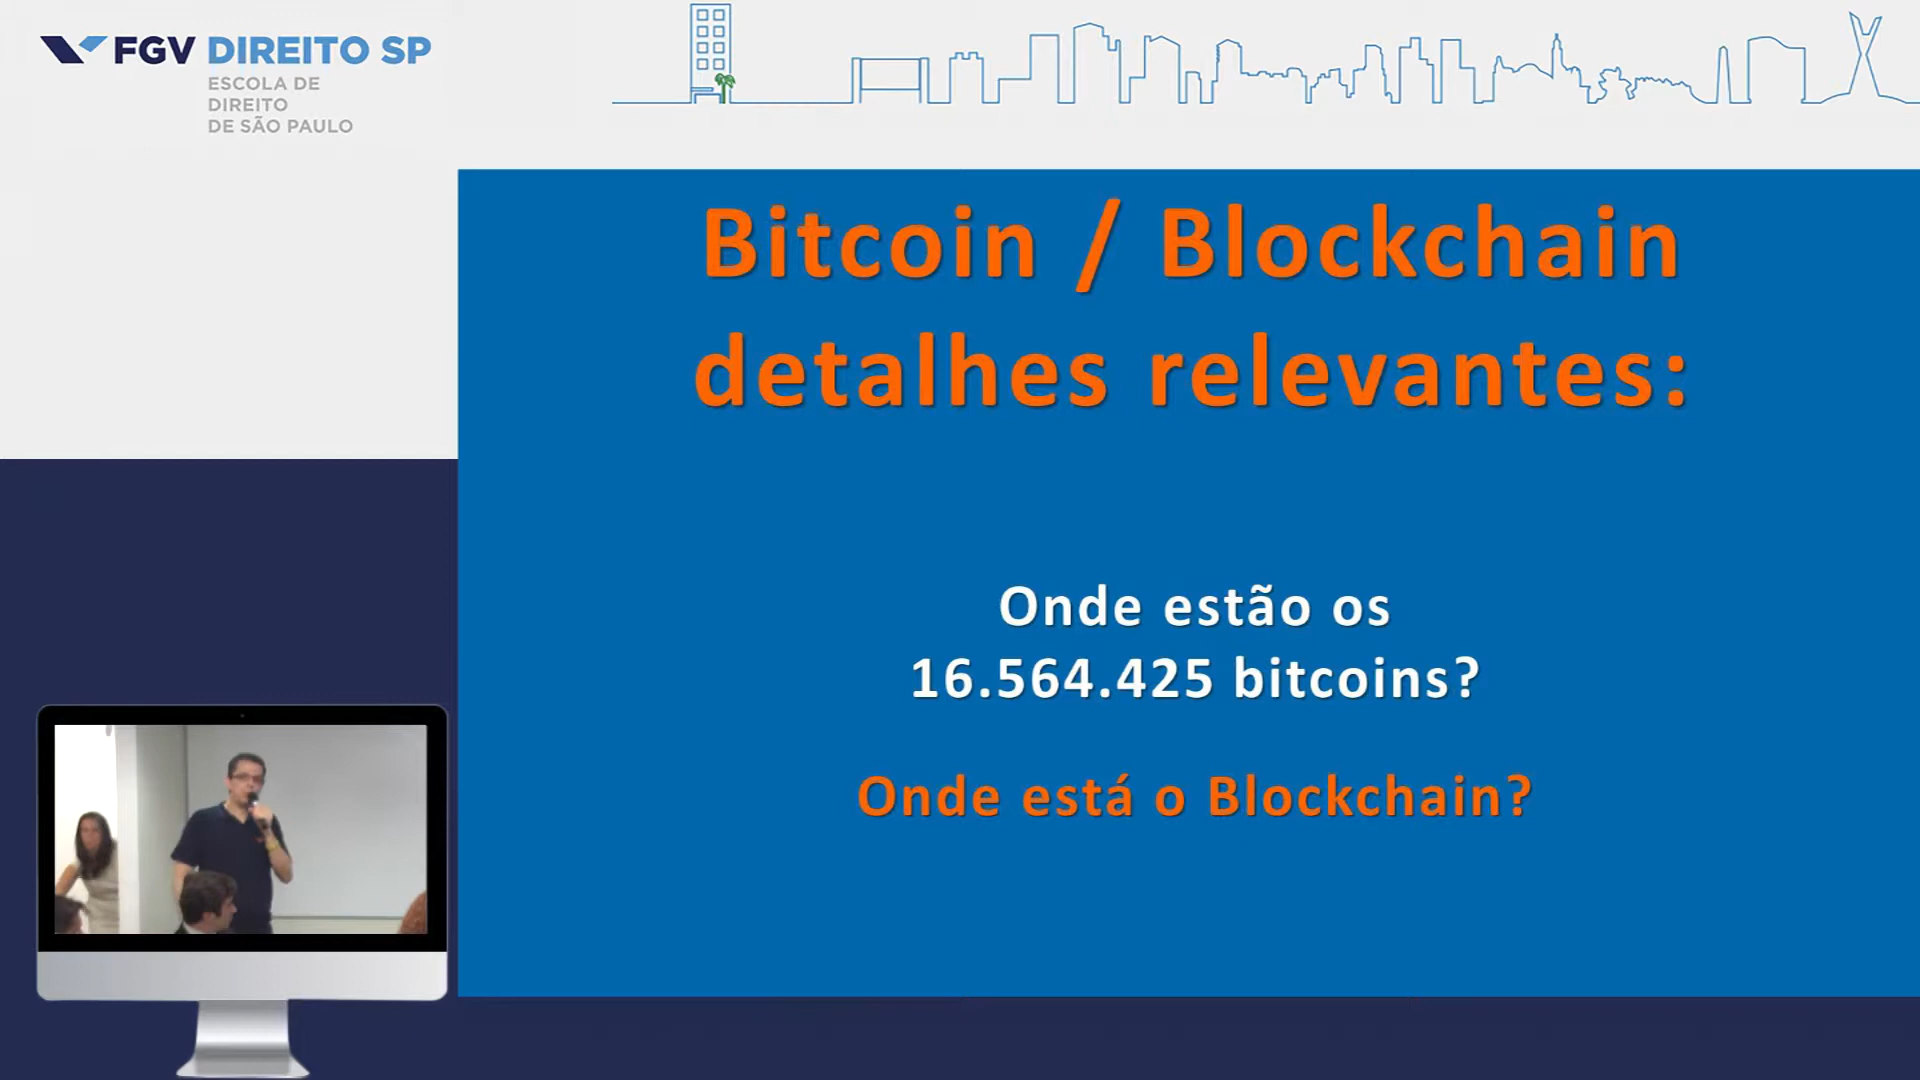 FGV DIREITO SP
ESCOLA DE
DIREITO
DE SÃO PAULO
Bitcoin / Blockchain
detalhes relevantes:
Onde estão os
16.564.425 bitcoins?
Onde está o Blockchain?